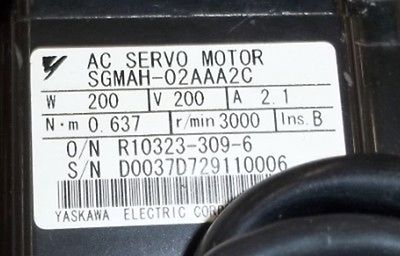 AC SERVO MOTOR
SGMAH-02AAA2C
W 200 V 200 A 2.1
N·m 0.637 r/min 3000 Ins.B
O/N R10323-309-6
S/N D0037D729110006
YASKAWA ELECTRIC